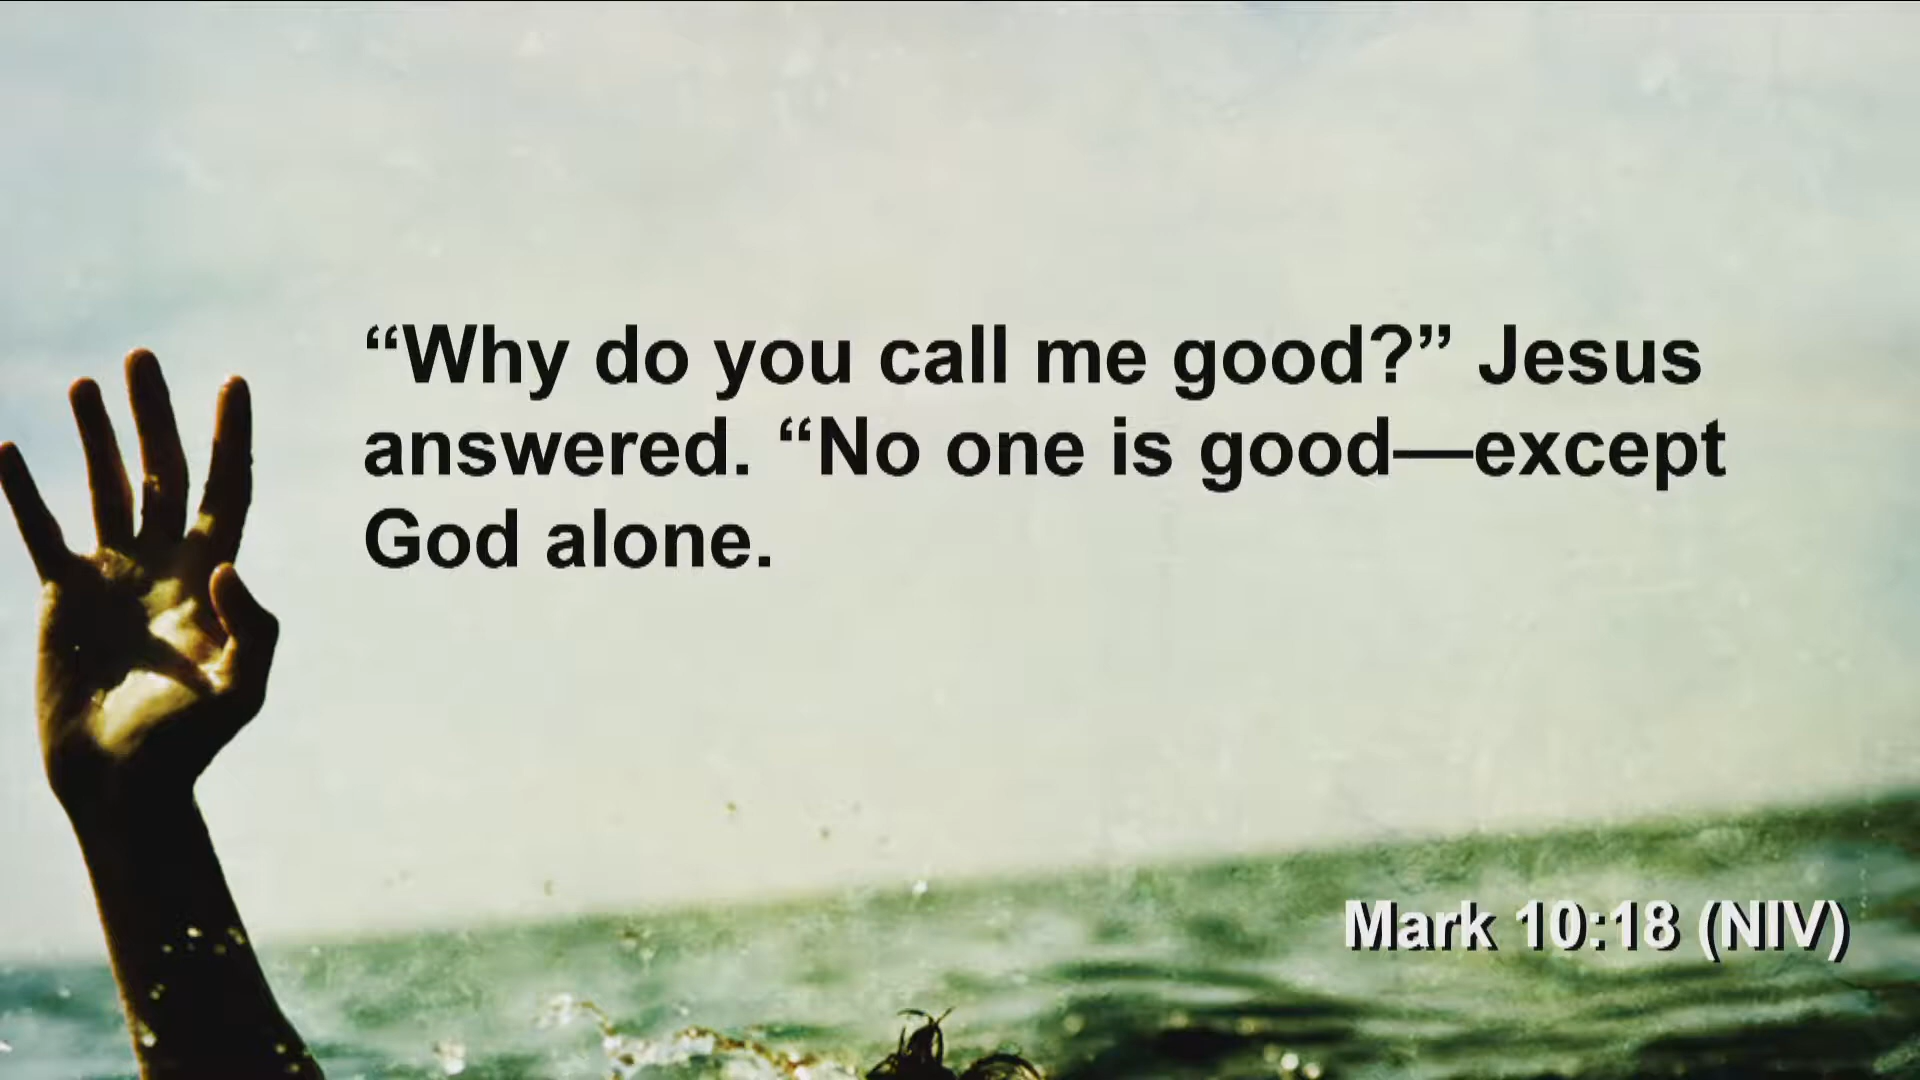 “Why do you call me good?” Jesus
answered. “No one is good—except
God alone.
Mark 10:18 (NIV)